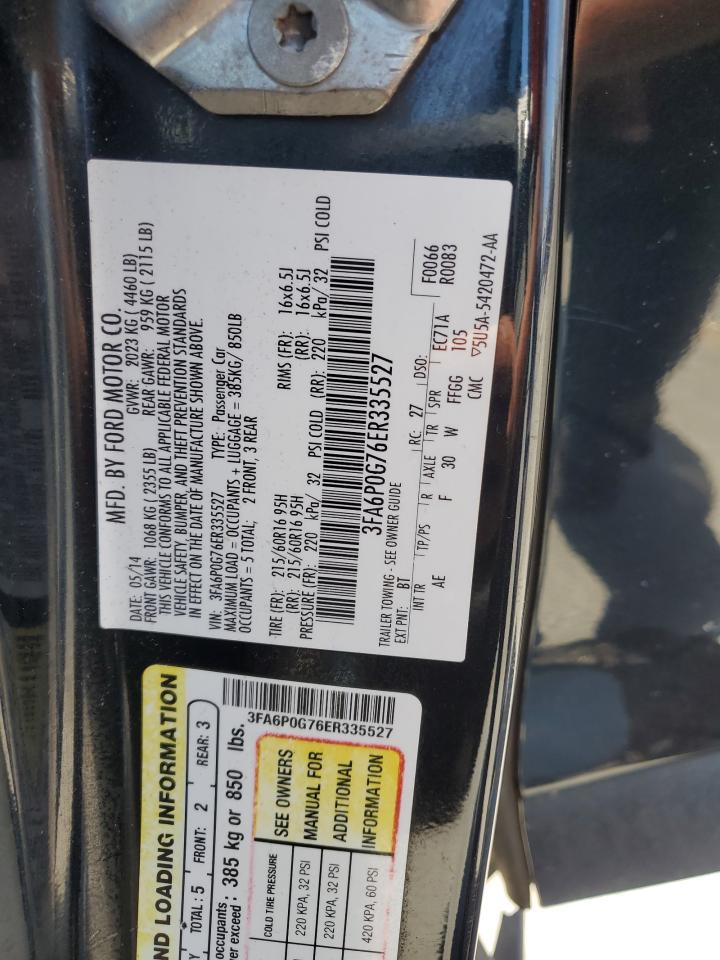 MFD. BY FORD MOTOR CO.
DATE: 05/14 GVWR: 2023 KG ( 4460 LB)
FRONT GAWR: 1068 KG ( 2355 LB) REAR GAWR: 959 KG ( 2115 LB)
THIS VEHICLE CONFORMS TO ALL APPLICABLE FEDERAL MOTOR
VEHICLE SAFETY, BUMPER, AND THEFT PREVENTION STANDARDS
IN EFFECT ON THE DATE OF MANUFACTURE SHOWN ABOVE.
VIN: 3FA6P0G76ER335527 TYPE: Passenger Car
MAXIMUM LOAD = OCCUPANTS + LUGGAGE = 385KG/ 850LB
OCCUPANTS = 5 TOTAL; 2 FRONT, 3 REAR
TIRE (FR): 215/60R16 95H RIMS (FR): 16x6.5J
(RR): 215/60R16 95H (RR): 16x6.5J
PRESSURE (FR): 220 kPa/ 32 PSI COLD (RR): 220 kPa/ 32 PSI COLD
3FA6P0G76ER335527
TRAILER TOWING - SEE OWNER GUIDE
EXT PNT: BT RC: 27 DSO: F0066
R0083
INT TR TP/PS R AXLE TR SPR EC71A
AE F 30 W FFGG 105
CMC ▽5U5A-5420472-AA
ND LOADING INFORMATION
Y TOTAL : 5 FRONT: 2 REAR: 3
occupants
ver exceed : 385 kg or 850 lbs.
3FA6P0G76ER335527
COLD TIRE PRESSURE
220 KPA, 32 PSI
220 KPA, 32 PSI
420 KPA, 60 PSI
SEE OWNERS
MANUAL FOR
ADDITIONAL
INFORMATION